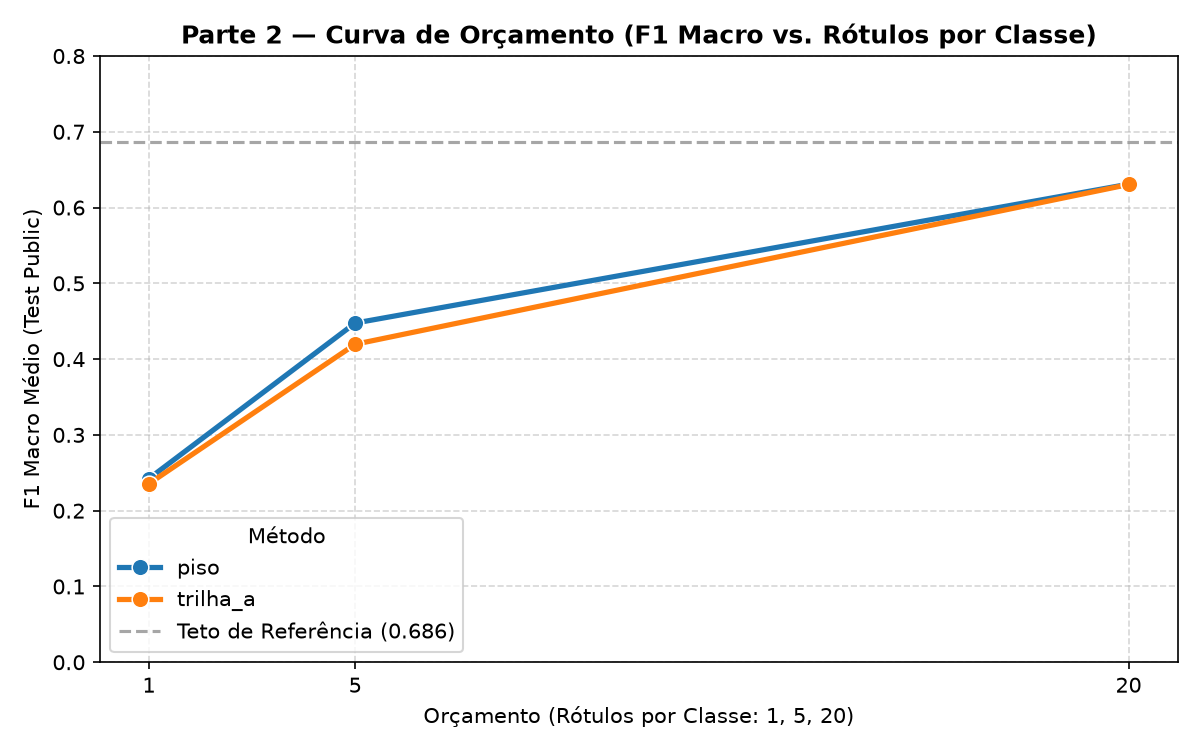 Parte 2 — Curva de Orçamento (F1 Macro vs. Rótulos por Classe)
F1 Macro Médio (Test Public)
0.8
0.7
0.6
0.5
0.4
0.3
0.2
0.1
0.0
Método
piso
trilha_a
Teto de Referência (0.686)
1 5 20
Orçamento (Rótulos por Classe: 1, 5, 20)